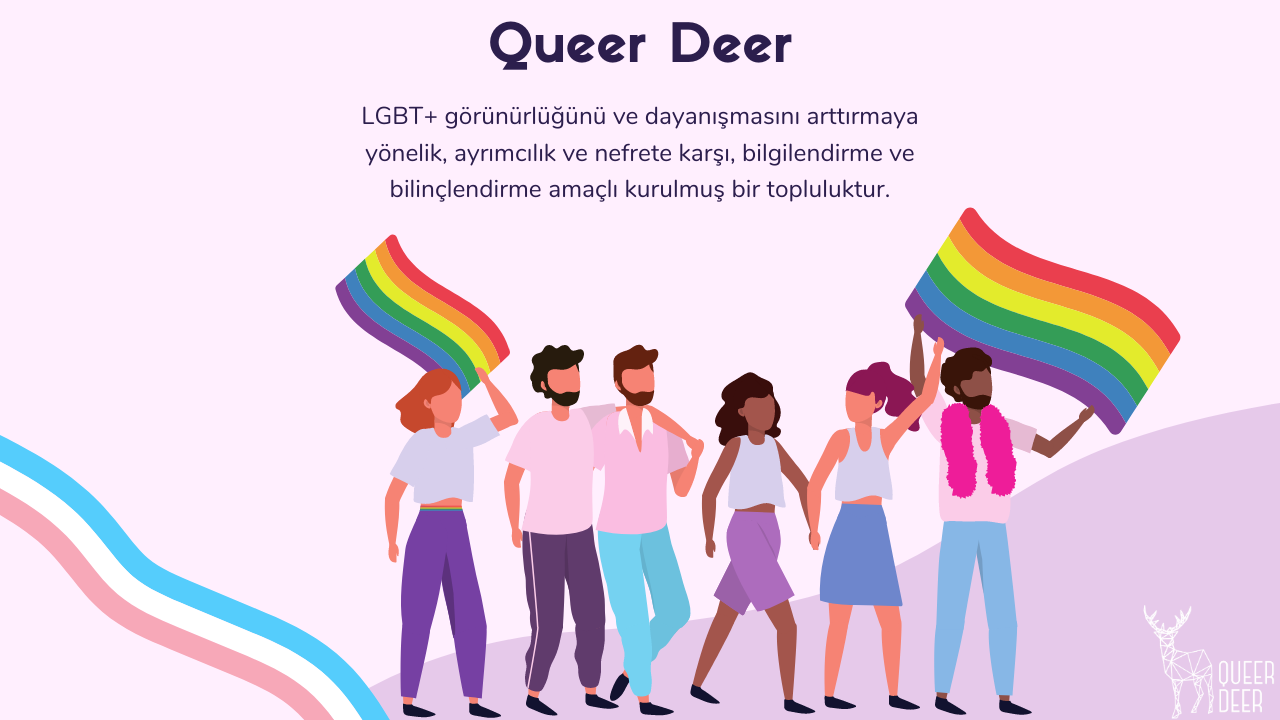 Queer Deer
LGBT+ görünürlüğünü ve dayanışmasını arttırmaya
yönelik, ayrımcılık ve nefrete karşı, bilgilendirme ve
bilinçlendirme amaçlı kurulmuş bir topluluktur.
QUEER
DEER